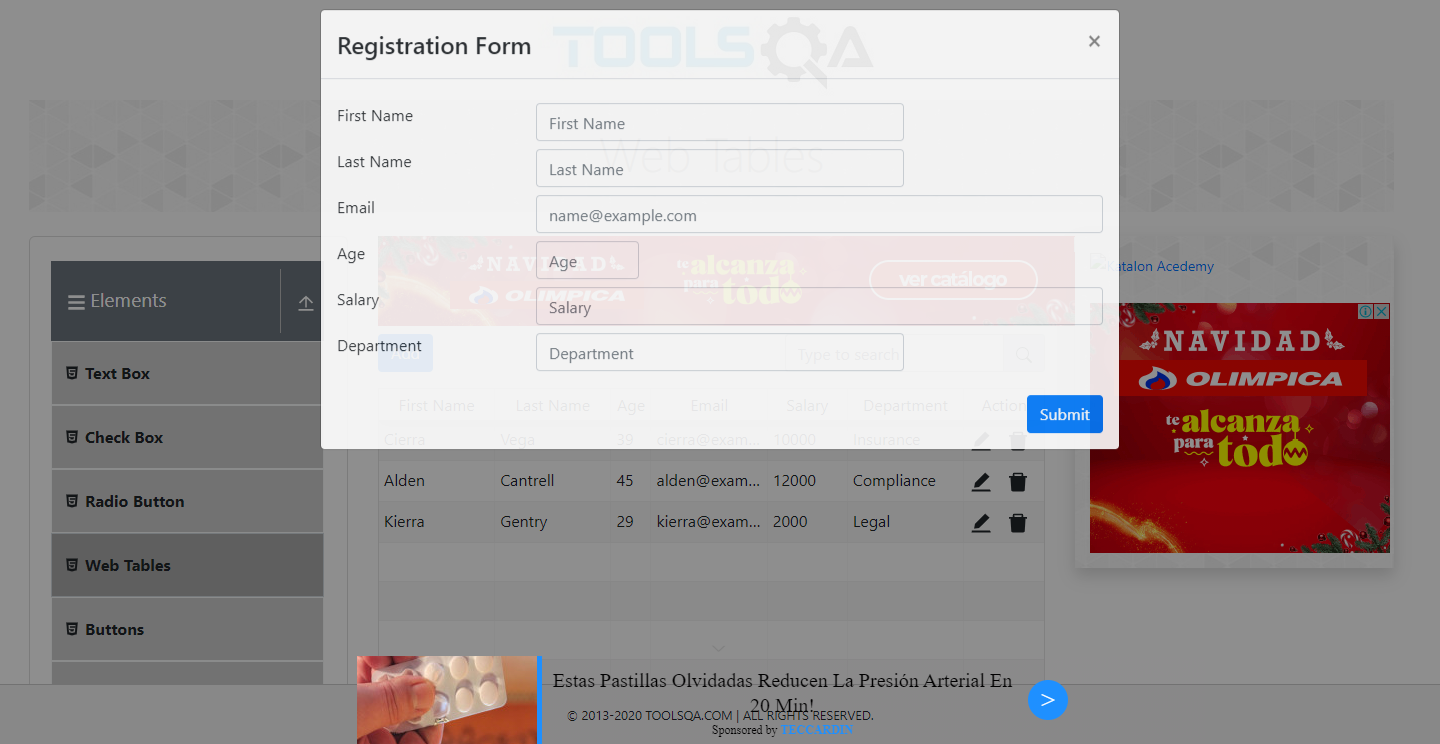 TOOLSQA
Registration Form
×
Web Tables
First Name
First Name
Last Name
Last Name
Email
name@example.com
Age
Age
Salary
Salary
Department
Department
Submit
NAVIDAD
OLIMPICA
te alcanza
para todo
ver catálogo
Add
Type to search
Elements
Text Box
Check Box
Radio Button
Web Tables
Buttons
First Name Last Name Age Email Salary Department Action
Cierra Vega 39 cierra@exam... 10000 Insurance
Alden Cantrell 45 alden@exam... 12000 Compliance
Kierra Gentry 29 kierra@exam... 2000 Legal
Katalon Acedemy
NAVIDAD
OLIMPICA
te alcanza
para todo
Estas Pastillas Olvidadas Reducen La Presión Arterial En
20 Min!
Sponsored by TECCARDIN
>
© 2013-2020 TOOLSQA.COM | ALL RIGHTS RESERVED.